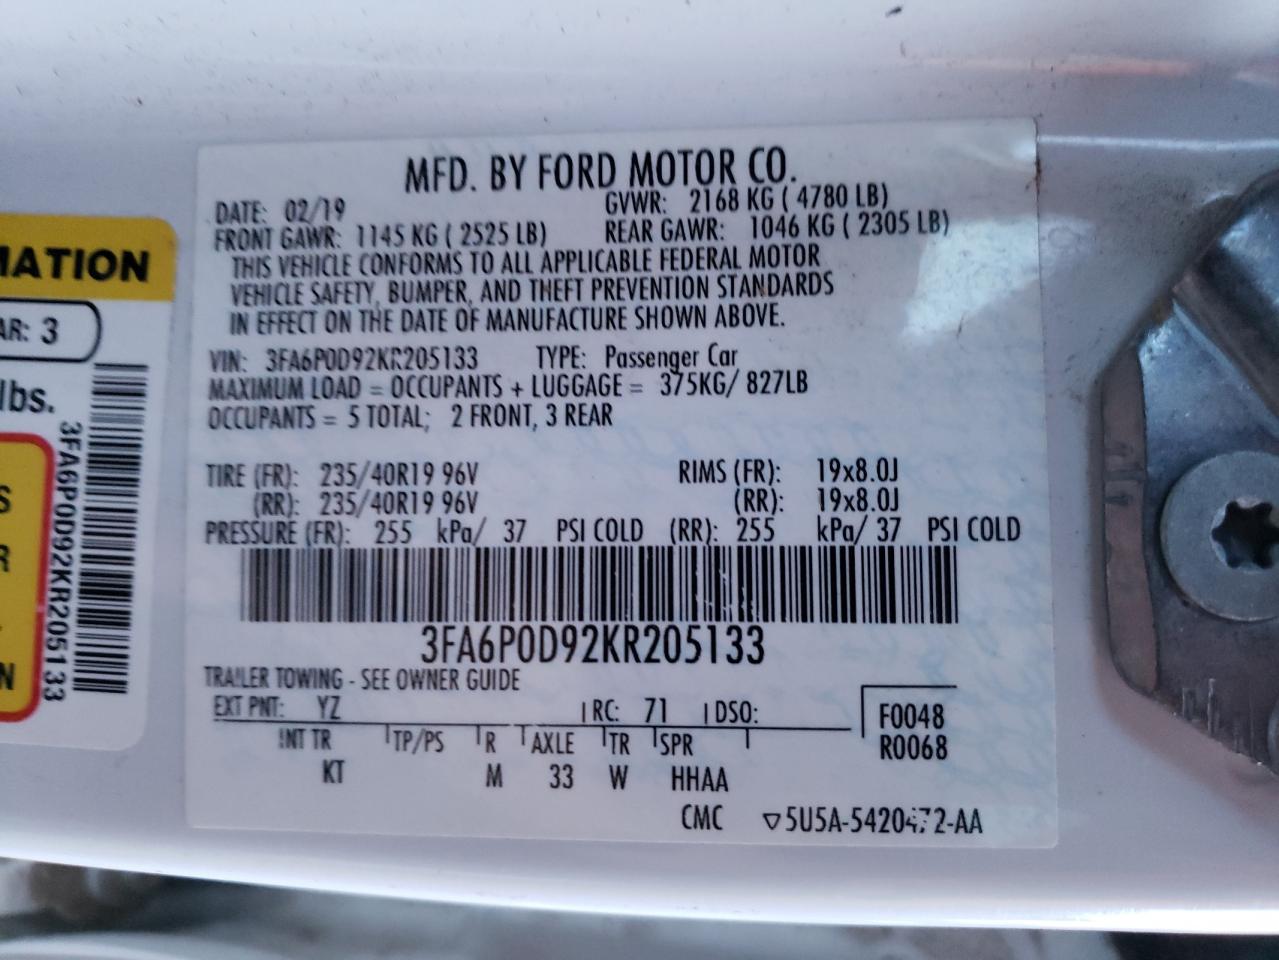 MFD. BY FORD MOTOR CO.
DATE: 02/19 GVWR: 2168 KG ( 4780 LB)
FRONT GAWR: 1145 KG ( 2525 LB) REAR GAWR: 1046 KG ( 2305 LB)
THIS VEHICLE CONFORMS TO ALL APPLICABLE FEDERAL MOTOR
VEHICLE SAFETY, BUMPER, AND THEFT PREVENTION STANDARDS
IN EFFECT ON THE DATE OF MANUFACTURE SHOWN ABOVE.
VIN: 3FA6P0D92KR205133 TYPE: Passenger Car
MAXIMUM LOAD = OCCUPANTS + LUGGAGE = 375KG/ 827LB
OCCUPANTS = 5 TOTAL; 2 FRONT, 3 REAR
TIRE (FR): 235/40R19 96V RIMS (FR): 19x8.0J
(RR): 235/40R19 96V (RR): 19x8.0J
PRESSURE (FR): 255 kPa/ 37 PSI COLD (RR): 255 kPa/ 37 PSI COLD
3FA6P0D92KR205133
TRAILER TOWING - SEE OWNER GUIDE
EXT PNT: YZ RC: 71 DSO:
F0048
INT TR TP/PS R AXLE TR SPR
R0068
KT M 33 W HHAA
CMC ▽5U5A-5420472-AA
MATION
AR: 3
lbs.
3FA6P0D92KR205133
S
R
N